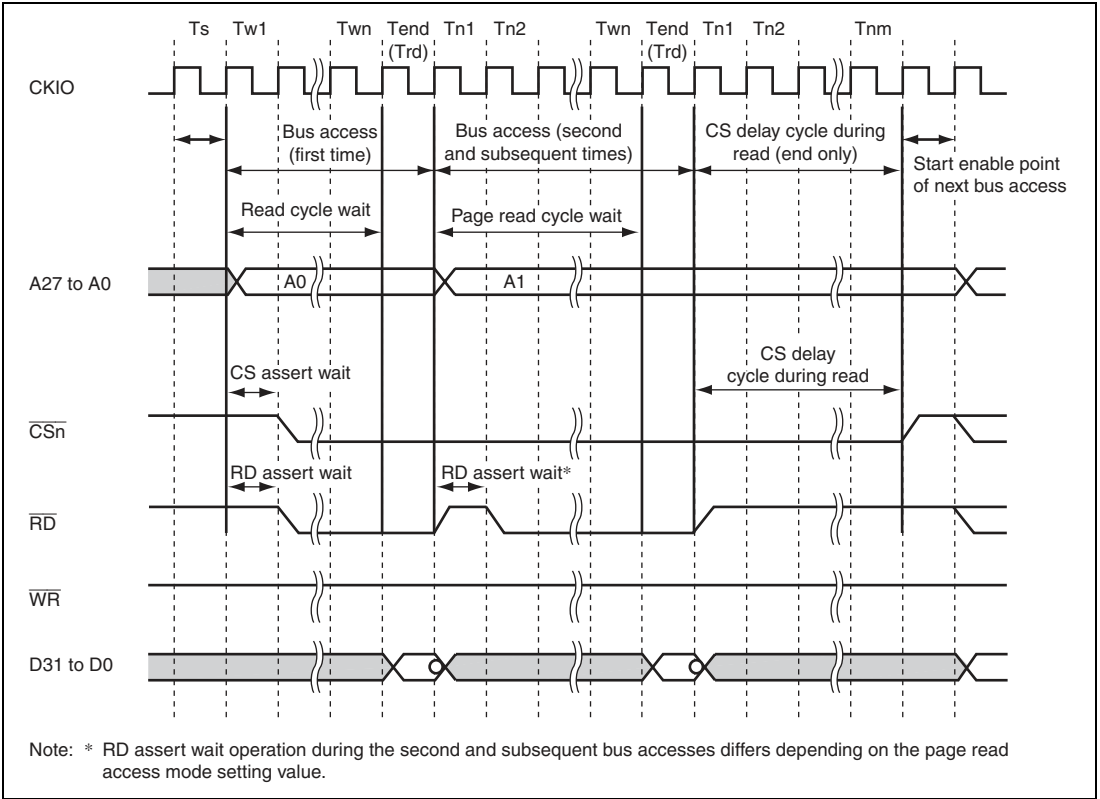 Ts Tw1 Twn Tend Tn1 Tn2 Twn Tend Tn1 Tn2 Tnm
(Trd) (Trd)
CKIO
Bus access
(first time)
Bus access (second
and subsequent times)
CS delay cycle during
read (end only)
Start enable point
of next bus access
Read cycle wait
Page read cycle wait
A27 to A0
A0
A1
CS assert wait
CS delay
cycle during read
CSn
RD assert wait
RD assert wait*
RD
WR
D31 to D0
Note: * RD assert wait operation during the second and subsequent bus accesses differs depending on the page read
access mode setting value.